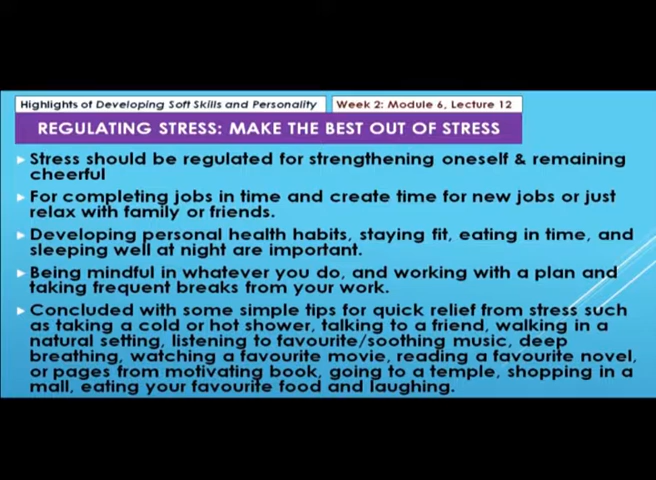 Highlights of Developing Soft Skills and Personality
Week 2: Module 6, Lecture 12
REGULATING STRESS: MAKE THE BEST OUT OF STRESS
Stress should be regulated for strengthening oneself & remaining
cheerful
For completing jobs in time and create time for new jobs or just
relax with family or friends.
Developing personal health habits, staying fit, eating in time, and
sleeping well at night are important.
Being mindful in whatever you do, and working with a plan and
taking frequent breaks from your work.
Concluded with some simple tips for quick relief from stress such
as taking a cold or hot shower, talking to a friend, walking in a
natural setting, listening to favourite/soothing music, deep
breathing, watching a favourite movie, reading a favourite novel,
or pages from motivating book, going to a temple, shopping in a
mall, eating your favourite food and laughing.